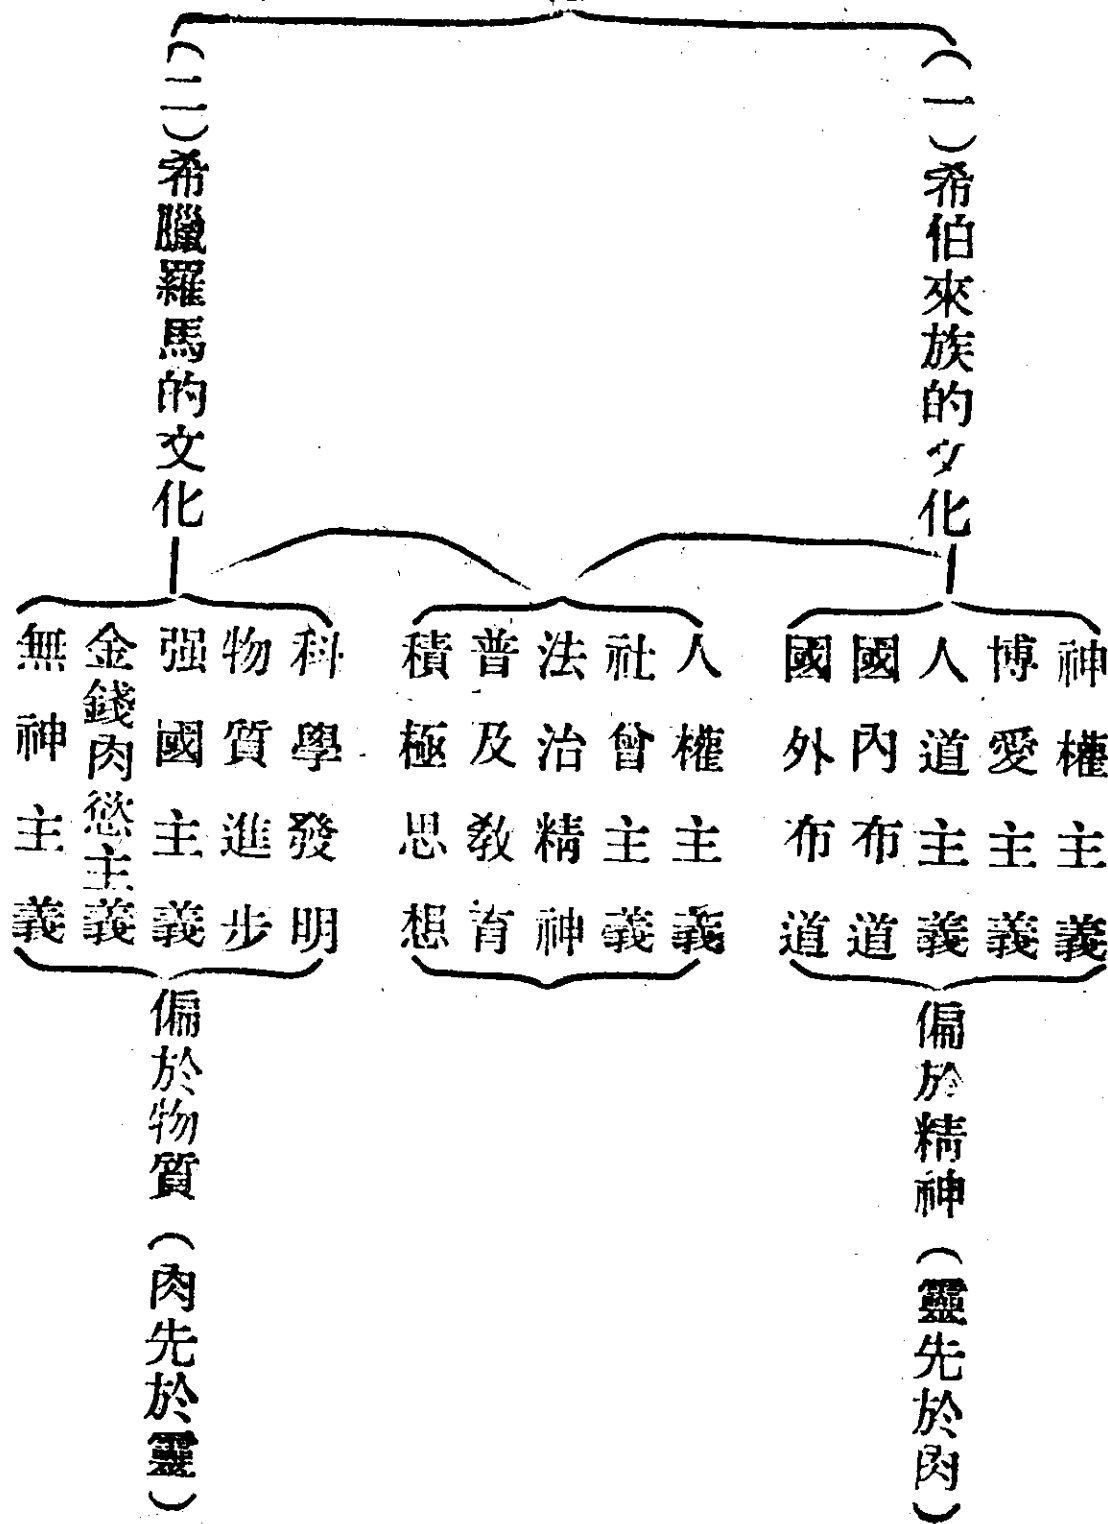 （一）希伯來族的文化
神權主義
博愛主義
人道主義
國內布道
國外布道
偏於精神（靈先於肉）
人權主義
社會主義
法治精神
普及教育
積極思想
（二）希臘羅馬的文化
科學發明
物質進步
强國主義
金錢肉慾主義
無神主義
偏於物質（肉先於靈）